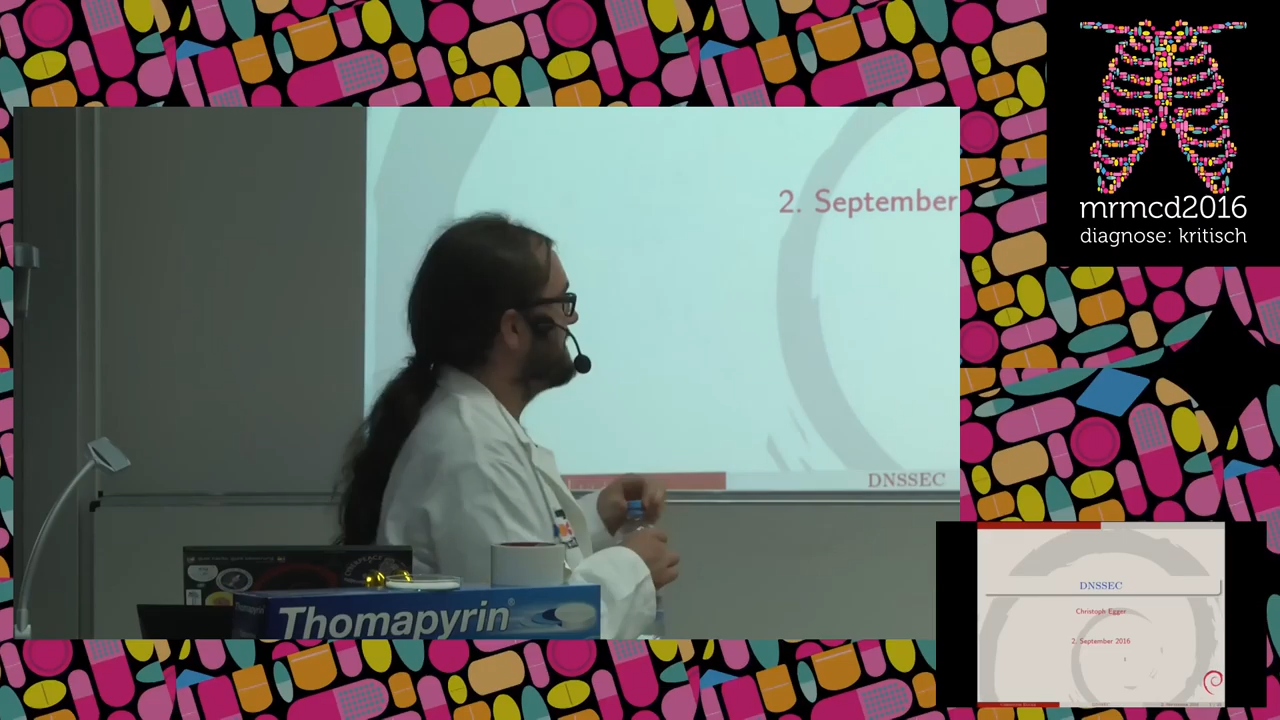 mrmcd2016
diagnose: kritisch
2. September
DNSSEC
Thomapyrin®
DNSSEC
Christoph Egger
2. September 2016